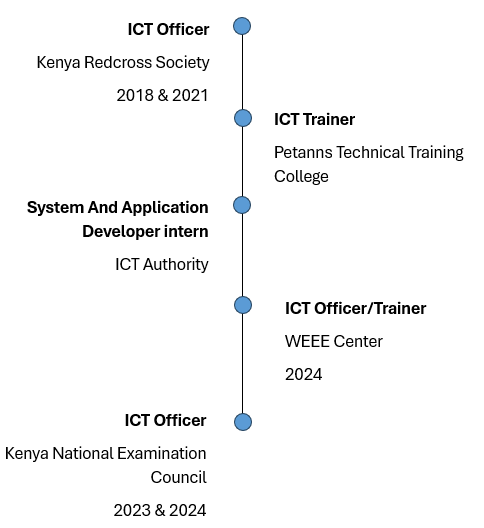 ICT Officer
Kenya Redcross Society
2018 & 2021
ICT Trainer
Petanns Technical Training
College
System And Application
Developer intern
ICT Authority
ICT Officer/Trainer
WEEE Center
2024
ICT Officer
Kenya National Examination
Council
2023 & 2024